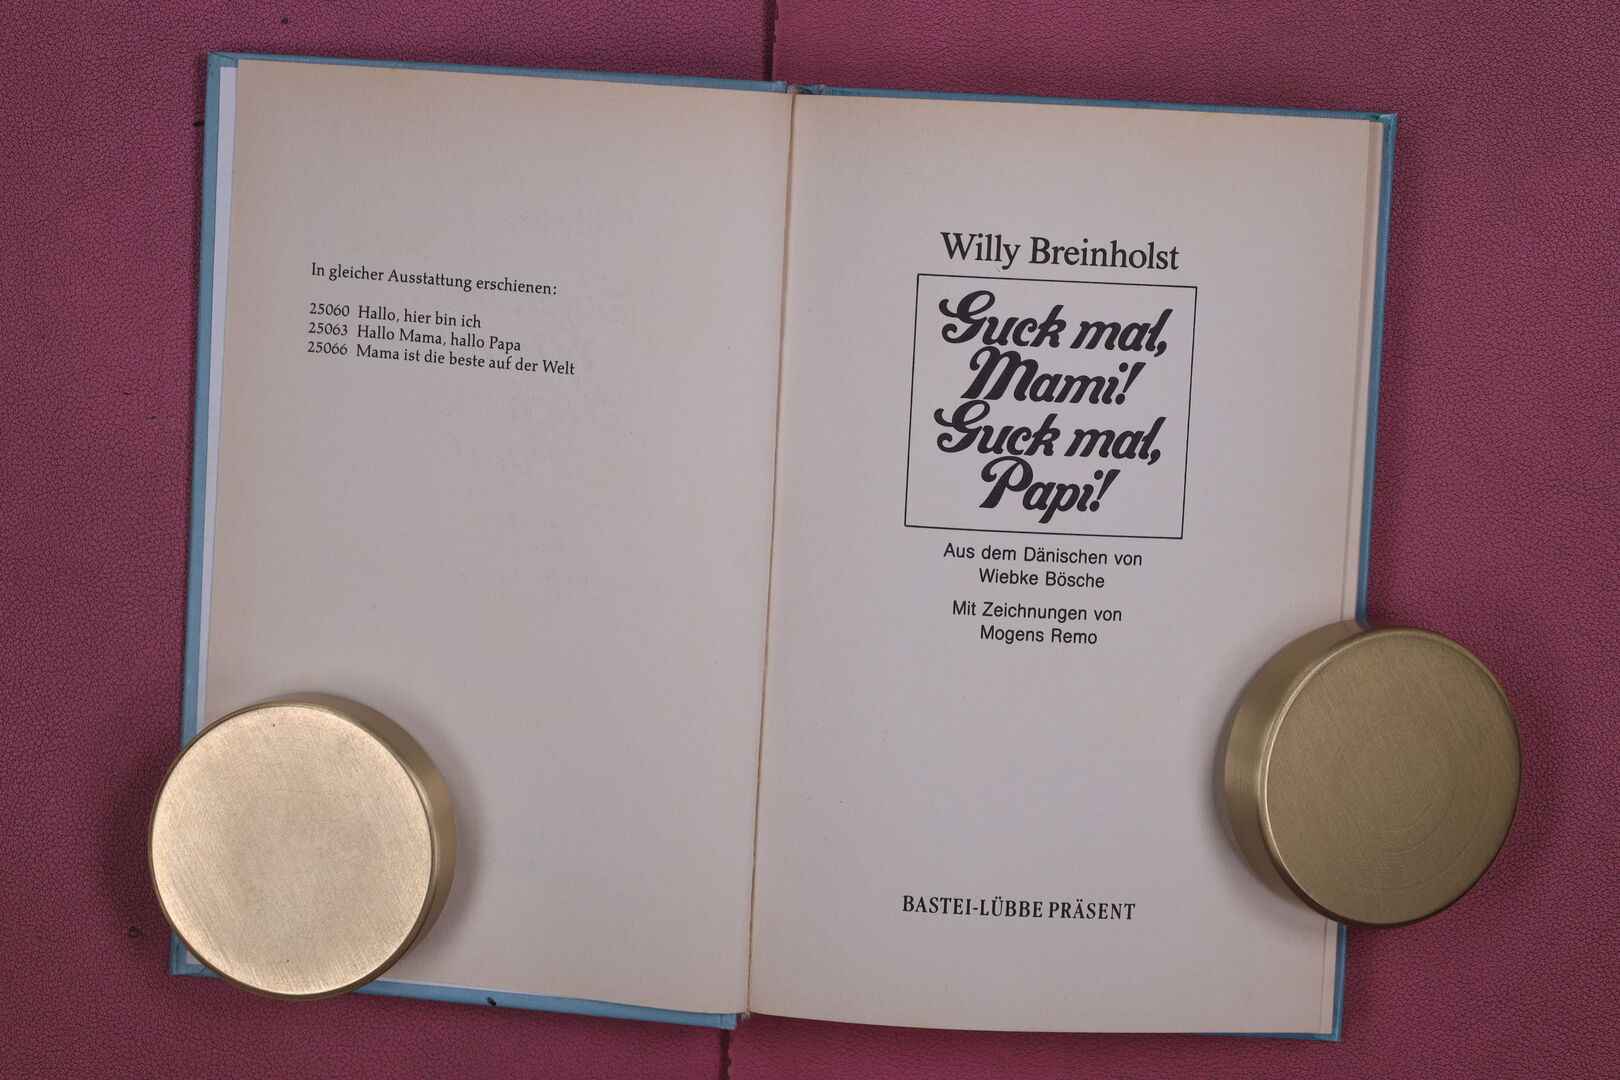 In gleicher Ausstattung erschienen:
25060 Hallo, hier bin ich
25063 Hallo Mama, hallo Papa
25066 Mama ist die beste auf der Welt
Willy Breinholst
Guck mal,
Mami!
Guck mal,
Papi!
Aus dem Dänischen von
Wiebke Bösche
Mit Zeichnungen von
Mogens Remo
BASTEI-LÜBBE PRÄSENT